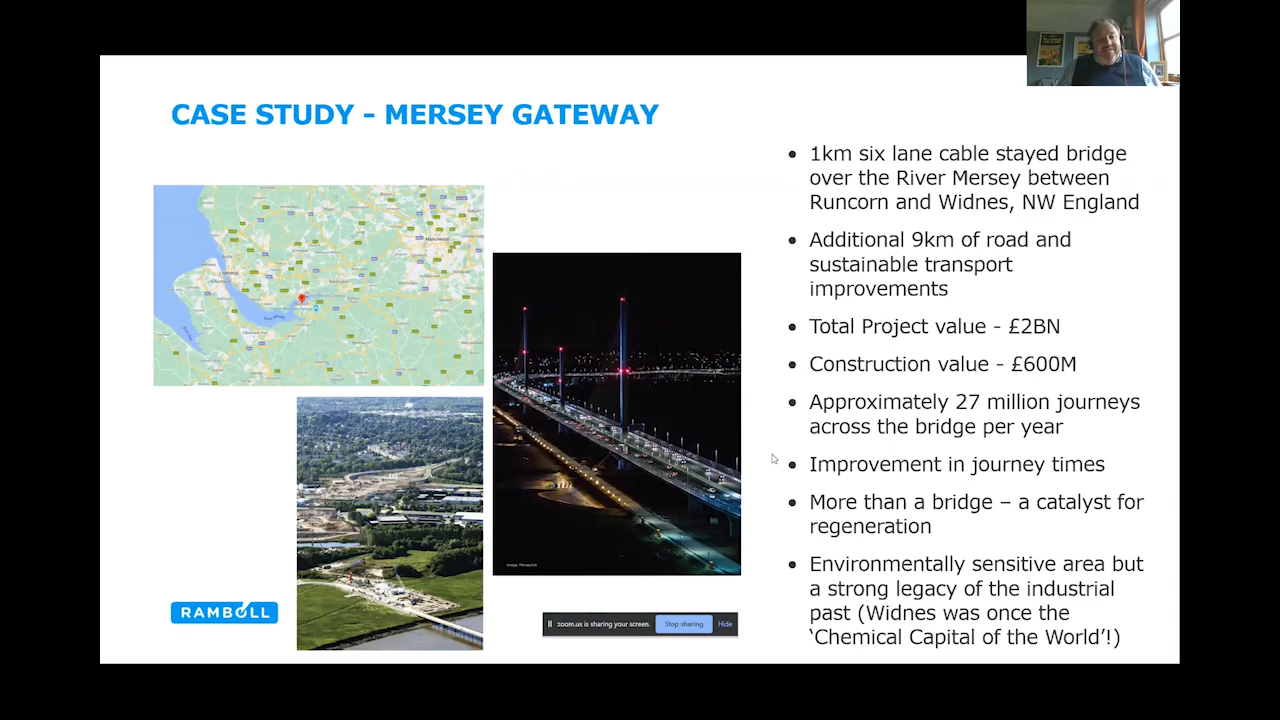 CASE STUDY - MERSEY GATEWAY
1km six lane cable stayed bridge
over the River Mersey between
Runcorn and Widnes, NW England
Additional 9km of road and
sustainable transport
improvements
Total Project value - £2BN
Construction value - £600M
Approximately 27 million journeys
across the bridge per year
Improvement in journey times
More than a bridge – a catalyst for
regeneration
Environmentally sensitive area but
a strong legacy of the industrial
past (Widnes was once the
‘Chemical Capital of the World’!)
Manchester
Liverpool
Image: Merseylink
RAMBOLL
zoom.us is sharing your screen.
Stop sharing
Hide